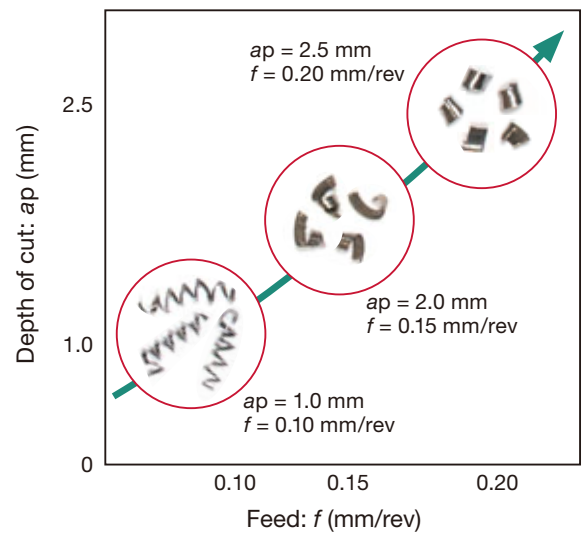 ap = 2.5 mm
f = 0.20 mm/rev
2.5
Depth of cut: ap (mm)
ap = 2.0 mm
f = 0.15 mm/rev
1.0
ap = 1.0 mm
f = 0.10 mm/rev
0
0.10
0.15
0.20
Feed: f (mm/rev)